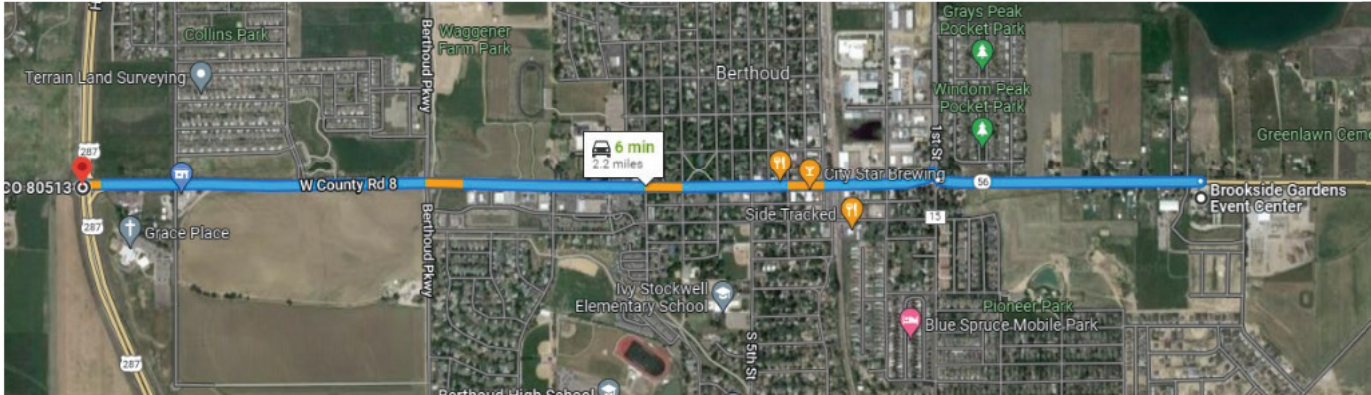 Collins Park
Terrain Land Surveying
H
287
CO 80513
W County Rd 8
Grace Place
287
287
Berthoud Pkwy
Berthoud Pkwy
Waggener
Farm Park
Berthoud
6 min
2.2 miles
City Star Brewing
Side Tracked
Ivy Stockwell
Elementary School
S 5th St
Berthoud High School
1st St
Grays Peak
Pocket Park
Windom Peak
Pocket Park
56
15
Pioneer Park
Blue Spruce Mobile Park
Greenlawn Ceme
Brookside Gardens
Event Center